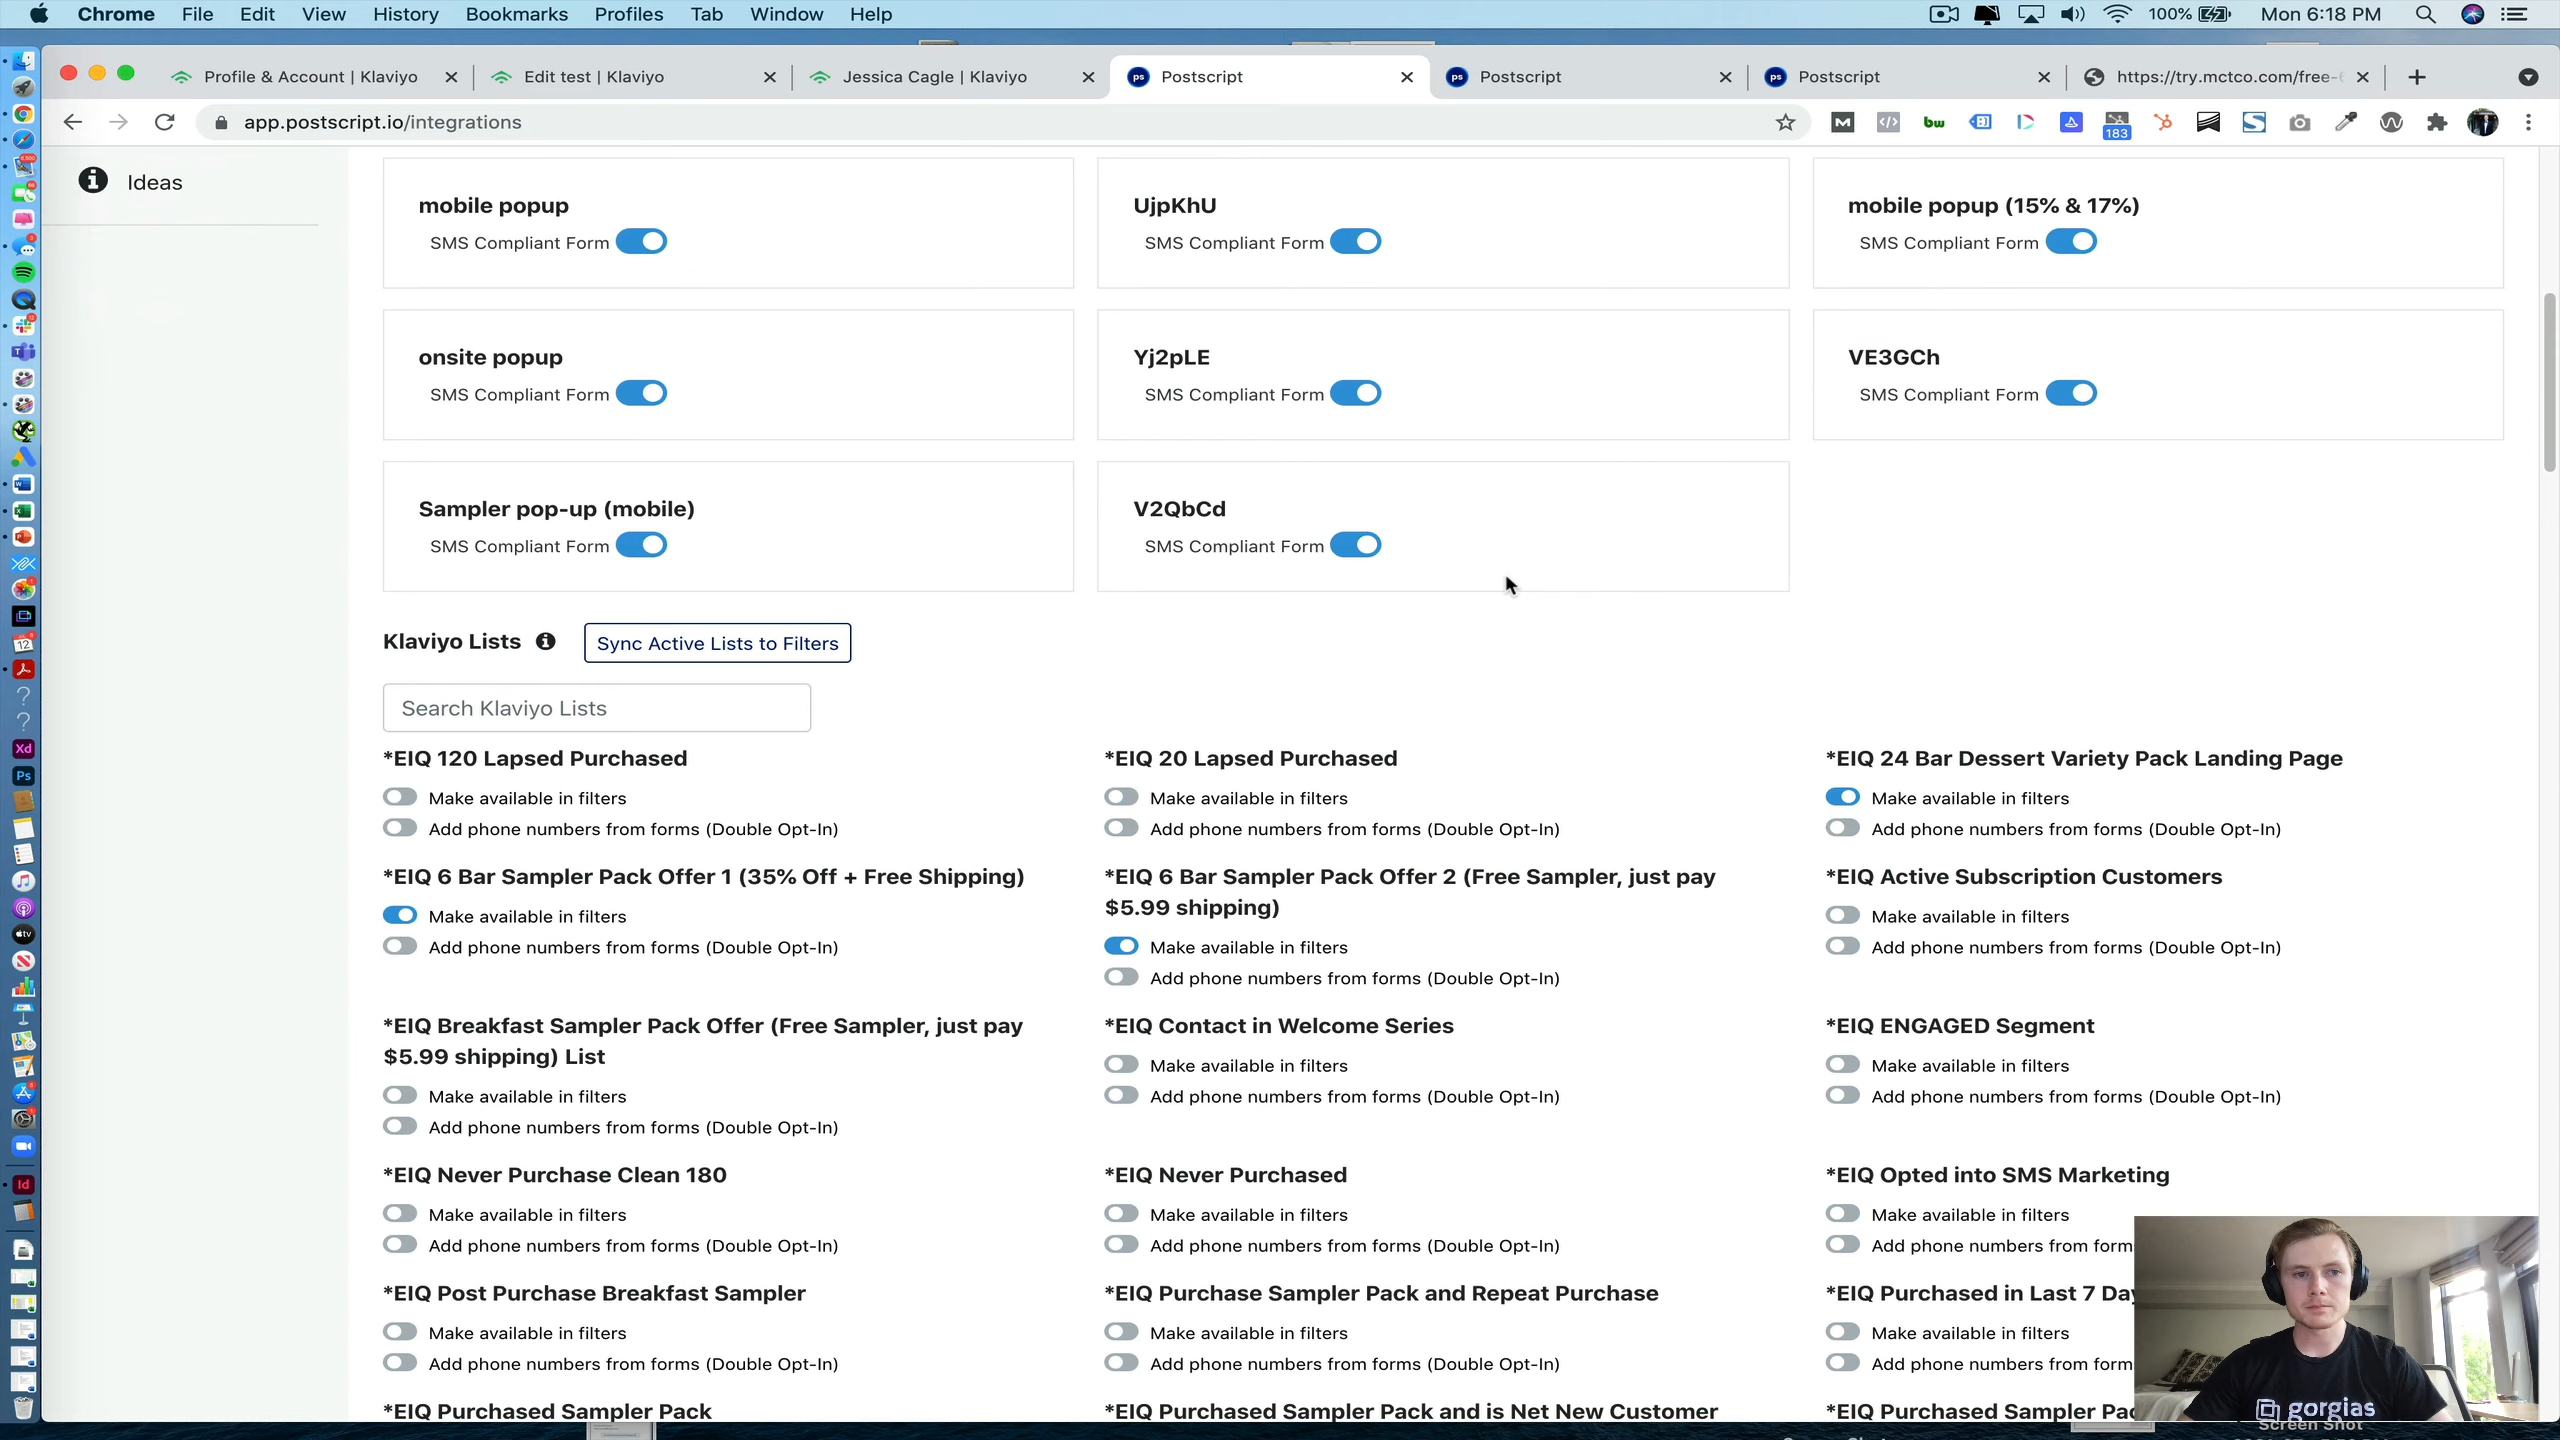 Chrome File Edit View History Bookmarks Profiles Tab Window Help 100% Mon 6:18 PM
Profile & Account | Klaviyo Edit test | Klaviyo Jessica Cagle | Klaviyo Postscript Postscript Postscript https://try.mctco.com/free-
app.postscript.io/integrations
183
Ideas
mobile popup
SMS Compliant Form
UjpKhU
SMS Compliant Form
mobile popup (15% & 17%)
SMS Compliant Form
onsite popup
SMS Compliant Form
Yj2pLE
SMS Compliant Form
VE3GCh
SMS Compliant Form
Sampler pop-up (mobile)
SMS Compliant Form
V2QbCd
SMS Compliant Form
Klaviyo Lists
Sync Active Lists to Filters
Search Klaviyo Lists
*EIQ 120 Lapsed Purchased
Make available in filters
Add phone numbers from forms (Double Opt-In)
*EIQ 20 Lapsed Purchased
Make available in filters
Add phone numbers from forms (Double Opt-In)
*EIQ 24 Bar Dessert Variety Pack Landing Page
Make available in filters
Add phone numbers from forms (Double Opt-In)
*EIQ 6 Bar Sampler Pack Offer 1 (35% Off + Free Shipping)
Make available in filters
Add phone numbers from forms (Double Opt-In)
*EIQ 6 Bar Sampler Pack Offer 2 (Free Sampler, just pay
$5.99 shipping)
Make available in filters
Add phone numbers from forms (Double Opt-In)
*EIQ Active Subscription Customers
Make available in filters
Add phone numbers from forms (Double Opt-In)
*EIQ Breakfast Sampler Pack Offer (Free Sampler, just pay
$5.99 shipping) List
Make available in filters
Add phone numbers from forms (Double Opt-In)
*EIQ Contact in Welcome Series
Make available in filters
Add phone numbers from forms (Double Opt-In)
*EIQ ENGAGED Segment
Make available in filters
Add phone numbers from forms (Double Opt-In)
*EIQ Never Purchase Clean 180
Make available in filters
Add phone numbers from forms (Double Opt-In)
*EIQ Never Purchased
Make available in filters
Add phone numbers from forms (Double Opt-In)
*EIQ Opted into SMS Marketing
Make available in filters
Add phone numbers from form
*EIQ Post Purchase Breakfast Sampler
Make available in filters
Add phone numbers from forms (Double Opt-In)
*EIQ Purchase Sampler Pack and Repeat Purchase
Make available in filters
Add phone numbers from forms (Double Opt-In)
*EIQ Purchased in Last 7 Day
Make available in filters
Add phone numbers from form
*EIQ Purchased Sampler Pack
*EIQ Purchased Sampler Pack and is Net New Customer
*EIQ Purchased Sampler Pac
gorgias
Screen Shot